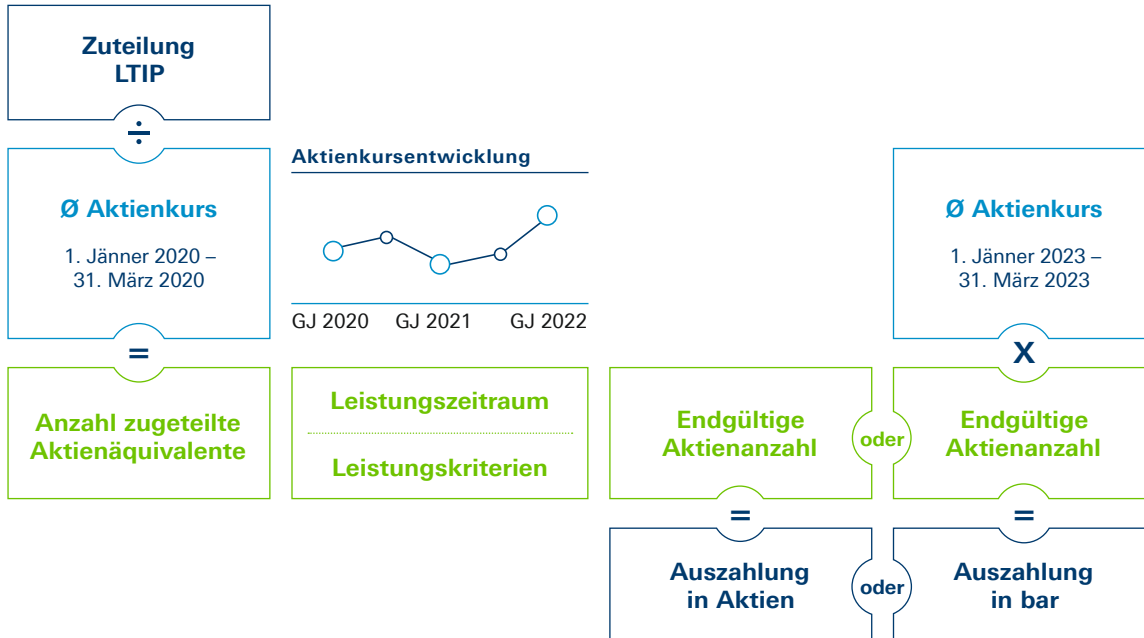 Zuteilung
LTIP
÷
Ø Aktienkurs
1. Jänner 2020 –
31. März 2020
=
Anzahl zugeteilte
Aktienäquivalente
Aktienkursentwicklung
GJ 2020 GJ 2021 GJ 2022
Leistungszeitraum
Leistungskriterien
Ø Aktienkurs
1. Jänner 2023 –
31. März 2023
X
Endgültige
Aktienanzahl
oder
Endgültige
Aktienanzahl
=
=
Auszahlung
in Aktien
oder
Auszahlung
in bar